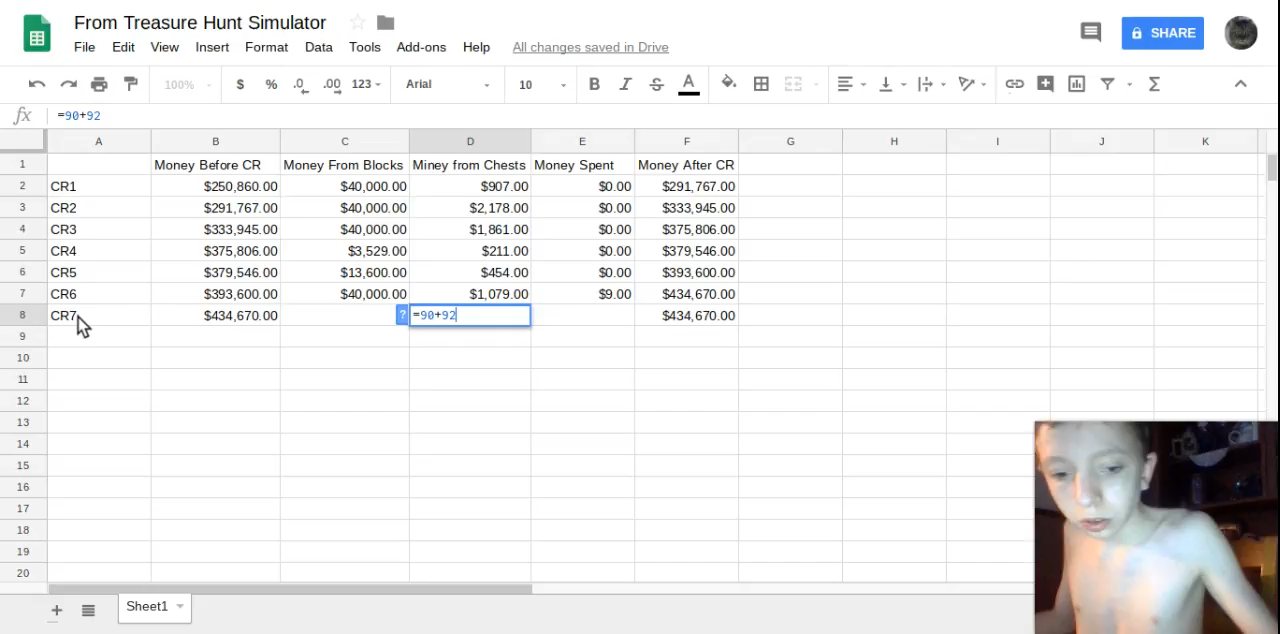 From Treasure Hunt Simulator
File Edit View Insert Format Data Tools Add-ons Help All changes saved in Drive
SHARE
100% $ % .0 .00 123 Arial 10 B I S A Σ
fx =90+92
A B C D E F G H I J K
1 Money Before CR Money From Blocks Miney from Chests Money Spent Money After CR
2 CR1 $250,860.00 $40,000.00 $907.00 $0.00 $291,767.00
3 CR2 $291,767.00 $40,000.00 $2,178.00 $0.00 $333,945.00
4 CR3 $333,945.00 $40,000.00 $1,861.00 $0.00 $375,806.00
5 CR4 $375,806.00 $3,529.00 $211.00 $0.00 $379,546.00
6 CR5 $379,546.00 $13,600.00 $454.00 $0.00 $393,600.00
7 CR6 $393,600.00 $40,000.00 $1,079.00 $9.00 $434,670.00
8 CR7 $434,670.00 ? =90+92 $434,670.00
9
10
11
12
13
14
15
16
17
18
19
20
+ Sheet1